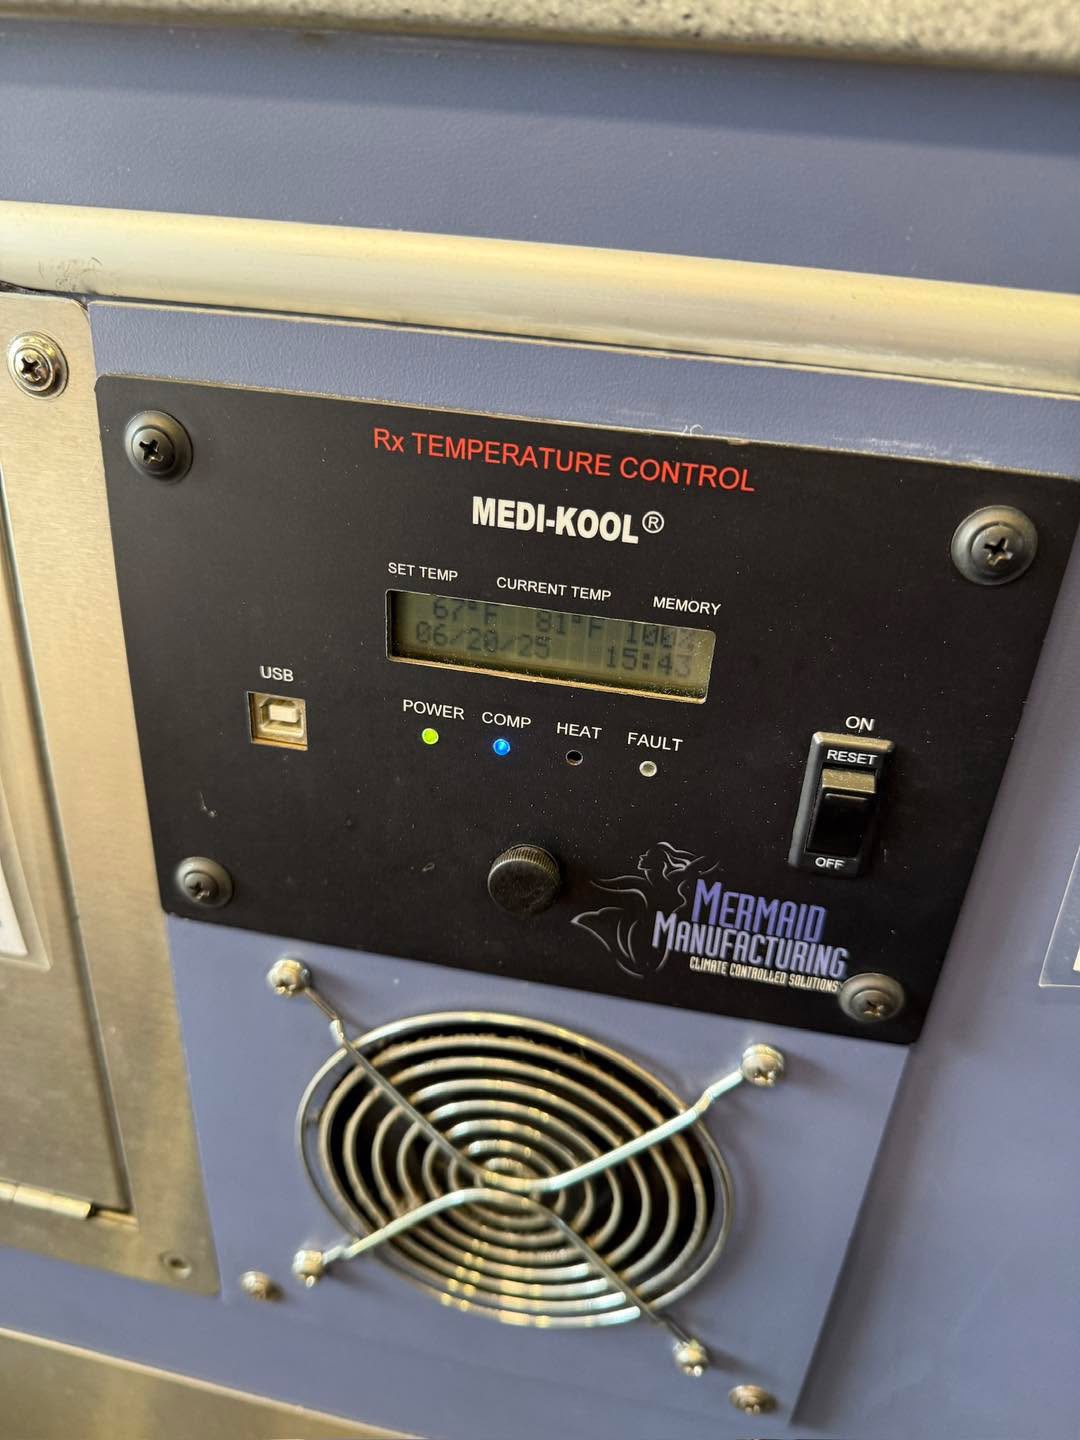 Rx TEMPERATURE CONTROL
MEDI-KOOL®
SET TEMP CURRENT TEMP MEMORY
67°F 81°F 100%
06/20/25 15:43
USB
POWER COMP HEAT FAULT
ON
RESET
OFF
MERMAID
MANUFACTURING
CLIMATE CONTROLLED SOLUTIONS